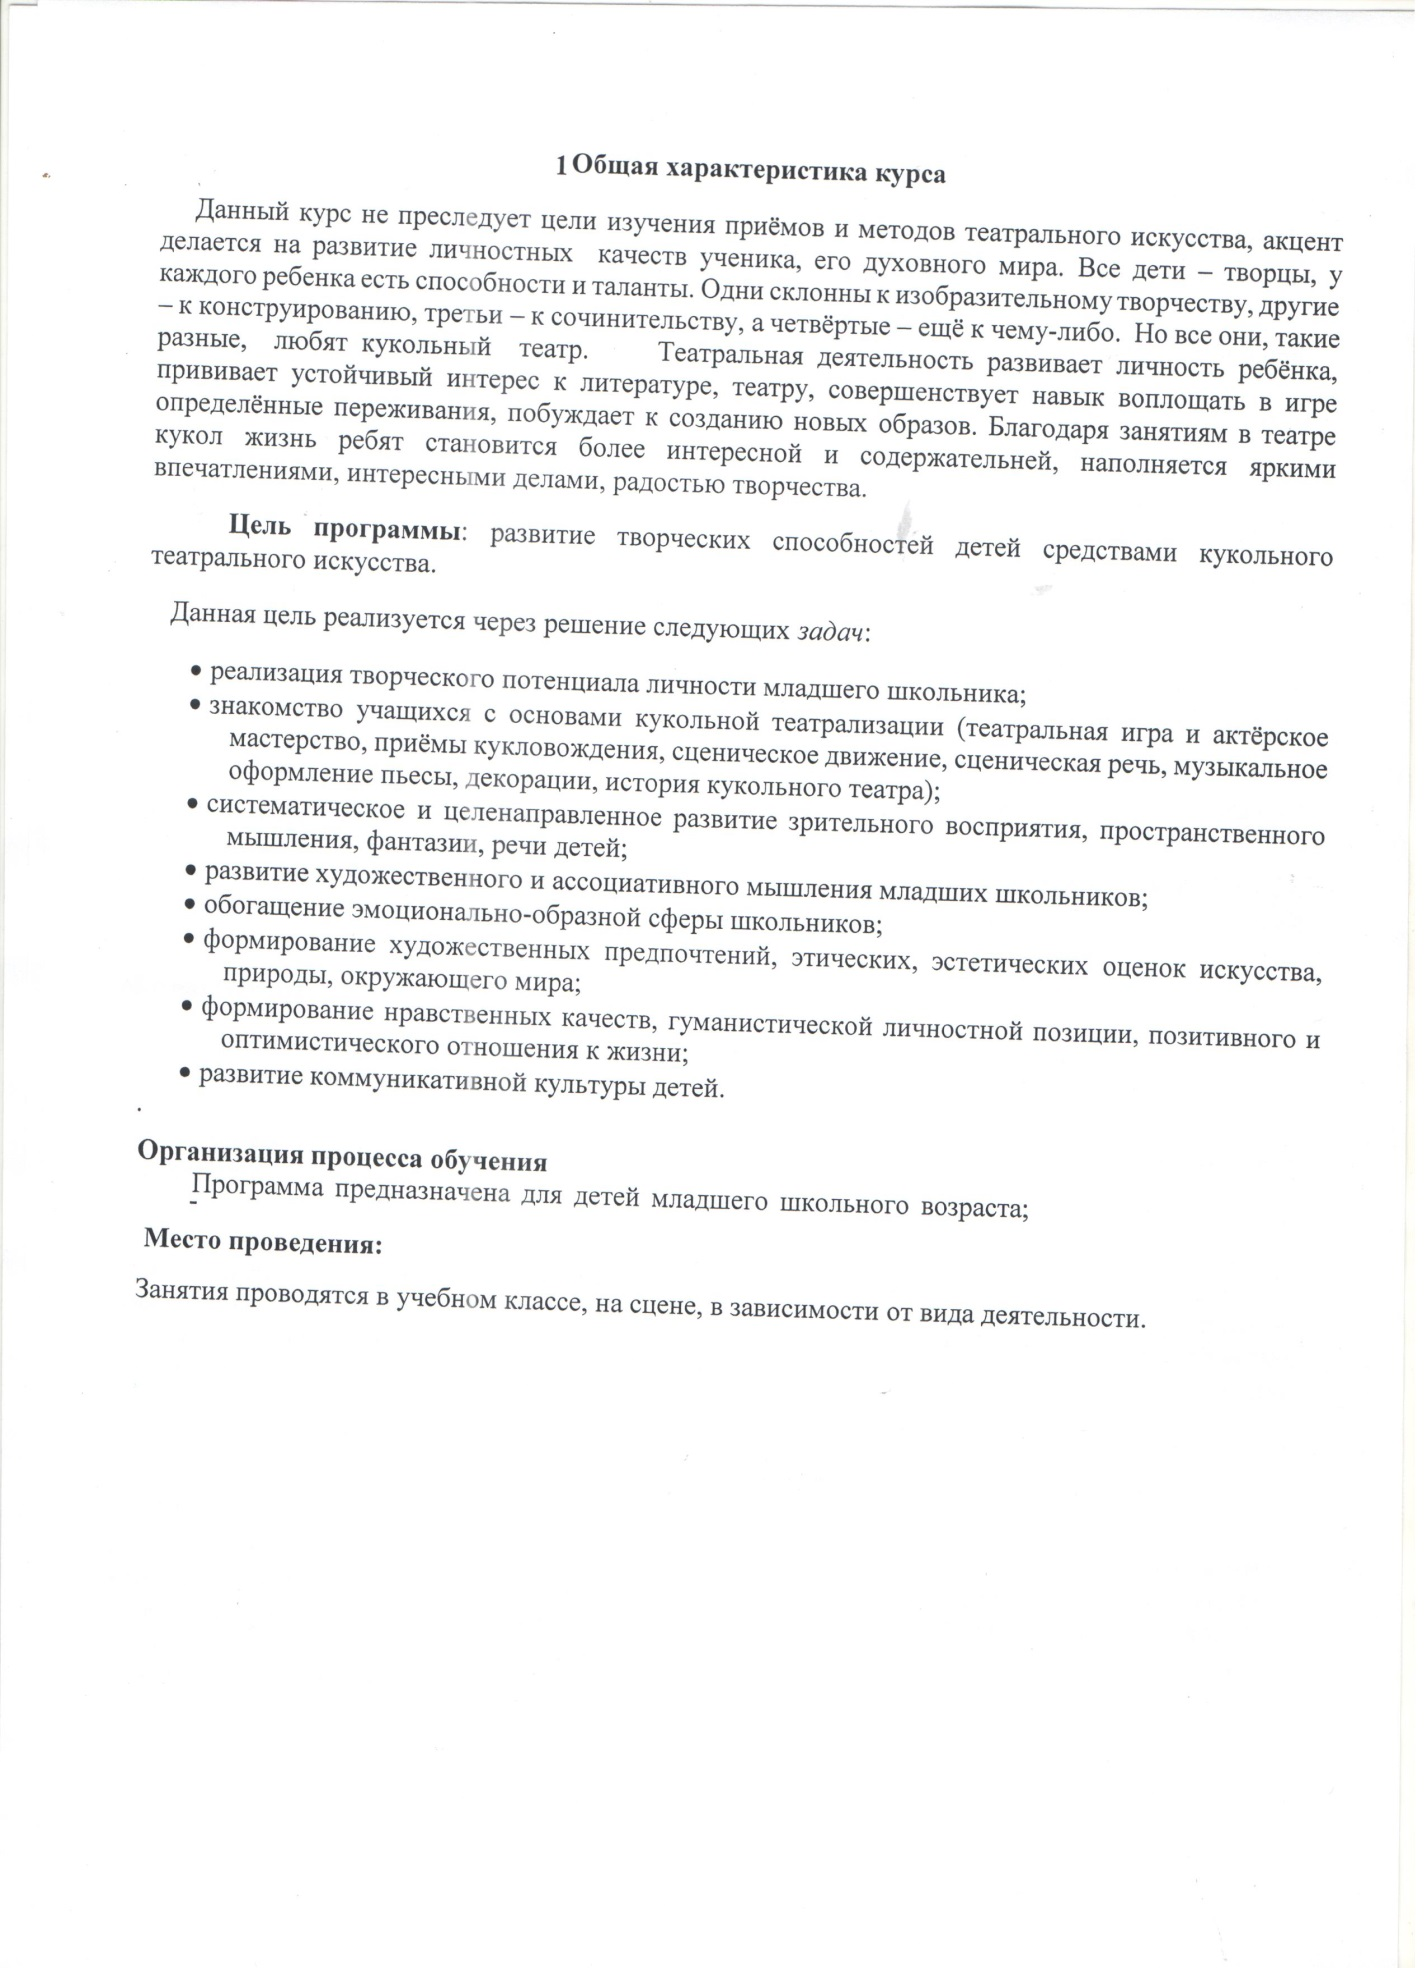 1 Общая характеристика курса
Данный курс не преследует цели изучения приёмов и методов театрального искусства, акцент
делается на развитие личностных качеств ученика, его духовного мира. Все дети – творцы, у
каждого ребенка есть способности и таланты. Одни склонны к изобразительному творчеству, другие
– к конструированию, третьи – к сочинительству, а четвёртые – ещё к чему-либо. Но все они, такие
разные, любят кукольный театр. Театральная деятельность развивает личность ребёнка,
прививает устойчивый интерес к литературе, театру, совершенствует навык воплощать в игре
определённые переживания, побуждает к созданию новых образов. Благодаря занятиям в театре
кукол жизнь ребят становится более интересной и содержательней, наполняется яркими
впечатлениями, интересными делами, радостью творчества.
Цель программы: развитие творческих способностей детей средствами кукольного
театрального искусства.
Данная цель реализуется через решение следующих задач:
• реализация творческого потенциала личности младшего школьника;
• знакомство учащихся с основами кукольной театрализации (театральная игра и актёрское
мастерство, приёмы кукловождения, сценическое движение, сценическая речь, музыкальное
оформление пьесы, декорации, история кукольного театра);
• систематическое и целенаправленное развитие зрительного восприятия, пространственного
мышления, фантазии, речи детей;
• развитие художественного и ассоциативного мышления младших школьников;
• обогащение эмоционально-образной сферы школьников;
• формирование художественных предпочтений, этических, эстетических оценок искусства,
природы, окружающего мира;
• формирование нравственных качеств, гуманистической личностной позиции, позитивного и
оптимистического отношения к жизни;
• развитие коммуникативной культуры детей.
.
Организация процесса обучения
Программа предназначена для детей младшего школьного возраста;
Место проведения:
Занятия проводятся в учебном классе, на сцене, в зависимости от вида деятельности.